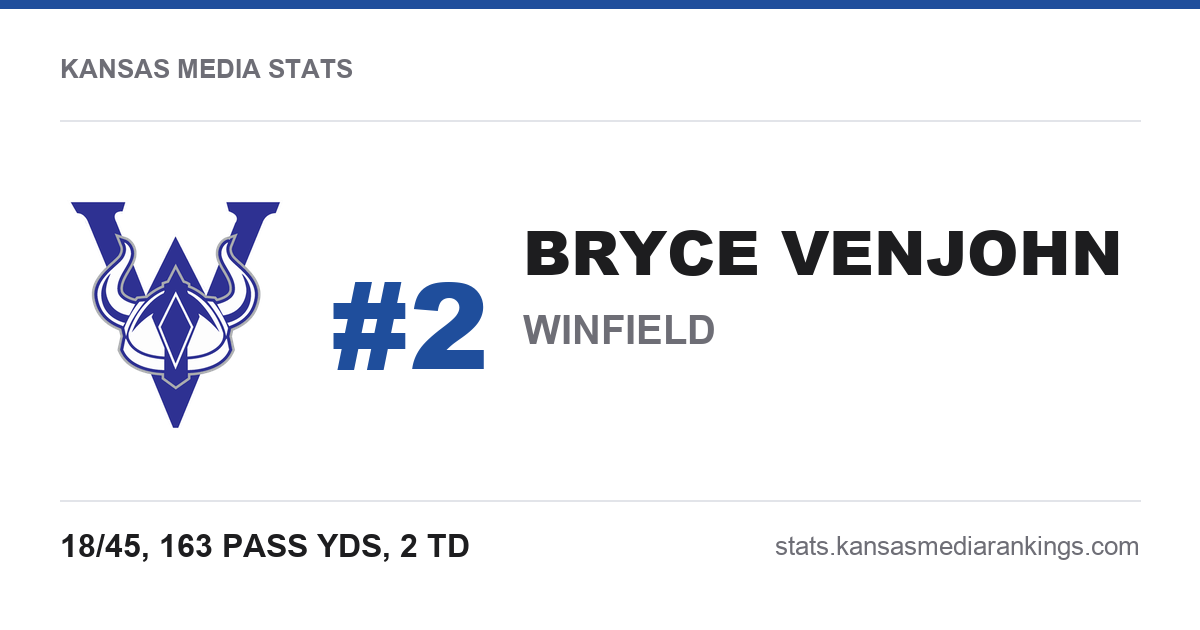 KANSAS MEDIA STATS
#2
BRYCE VENJOHN
WINFIELD
18/45, 163 PASS YDS, 2 TD
stats.kansasmediarankings.com